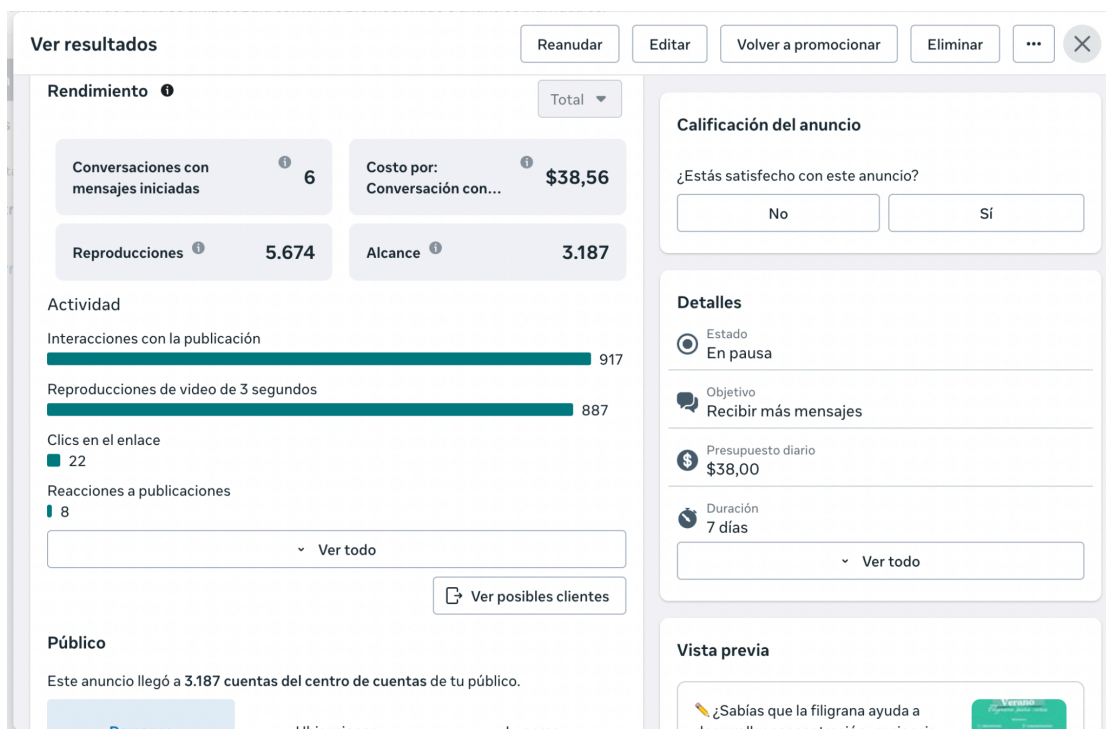 Ver resultados
Reanudar
Editar
Volver a promocionar
Eliminar
Rendimiento
Total
Conversaciones con
mensajes iniciadas
6
Costo por:
Conversación con...
$38,56
Reproducciones
5.674
Alcance
3.187
Actividad
Interacciones con la publicación
917
Reproducciones de video de 3 segundos
887
Clics en el enlace
22
Reacciones a publicaciones
8
Ver todo
Ver posibles clientes
Público
Este anuncio llegó a 3.187 cuentas del centro de cuentas de tu público.
Calificación del anuncio
¿Estás satisfecho con este anuncio?
No
Sí
Detalles
Estado
En pausa
Objetivo
Recibir más mensajes
Presupuesto diario
$38,00
Duración
7 días
Ver todo
Vista previa
¿Sabías que la filigrana ayuda a
Verano